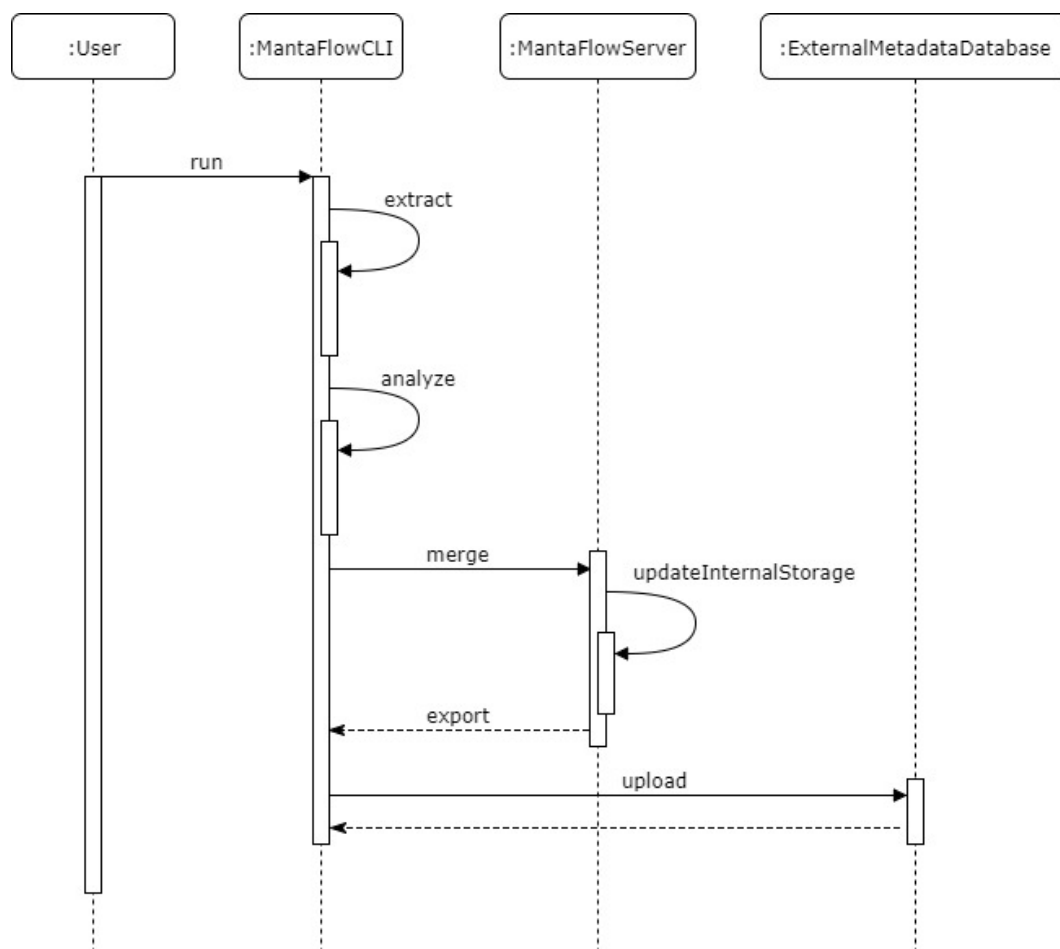 :User
:MantaFlowCLI
:MantaFlowServer
:ExternalMetadataDatabase
run
extract
analyze
merge
updateInternalStorage
export
upload